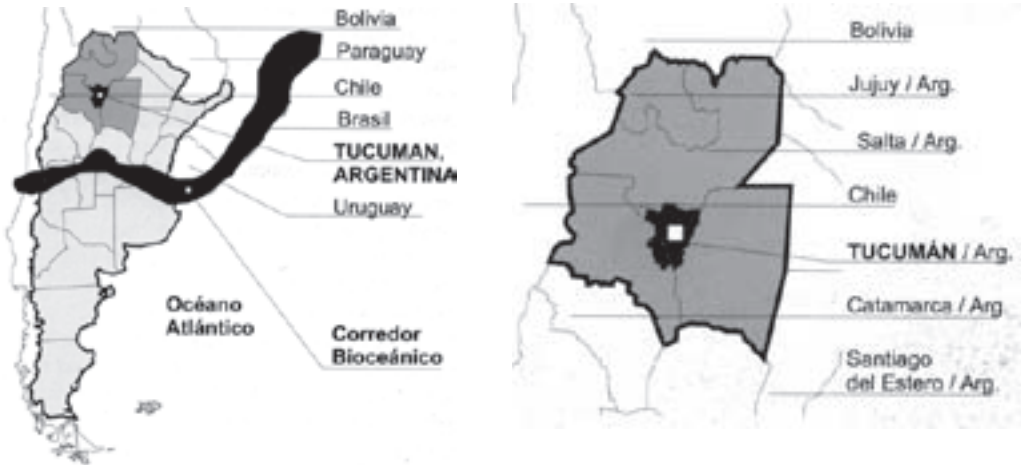 Bolivia
Paraguay
Chile
Brasil
TUCUMAN,
ARGENTINA
Uruguay
Océano
Atlántico
Corredor
Bioceánico
Bolivia
Jujuy / Arg.
Salta / Arg.
Chile
TUCUMÁN / Arg.
Catamarca / Arg
Santiago
del Estero / Arg.